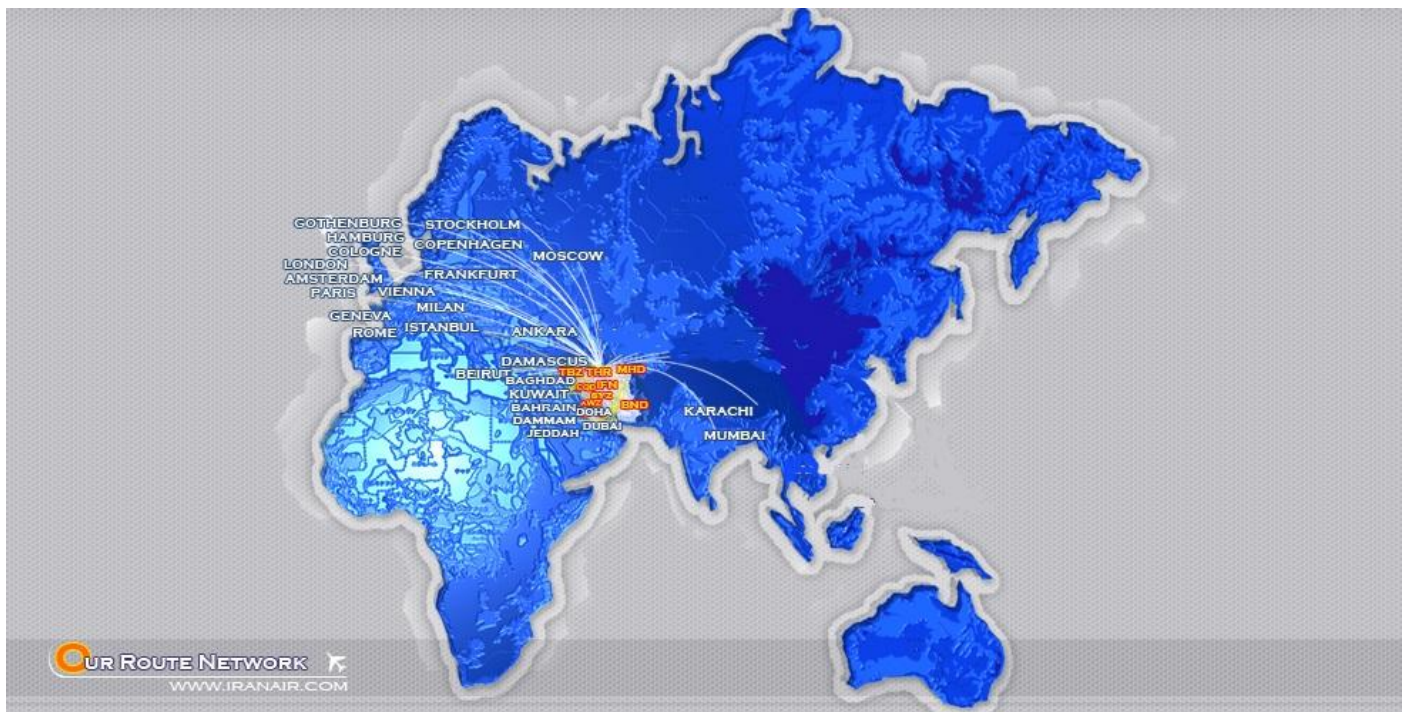 GOTHENBURG
STOCKHOLM
HAMBURG
COPENHAGEN
COLOGNE
MOSCOW
LONDON
FRANKFURT
AMSTERDAM
PARIS
VIENNA
MILAN
GENEVA
ISTANBUL
ANKARA
ROME
DAMASCUS
BEIRUT
TBZ
THR
MHD
BAGHDAD
IFN
KUWAIT
SYZ
AWZ
BND
BAHRAIN
DOHA
KARACHI
DAMMAM
DUBAI
JEDDAH
MUMBAI
OUR ROUTE NETWORK
WWW.IRANAIR.COM